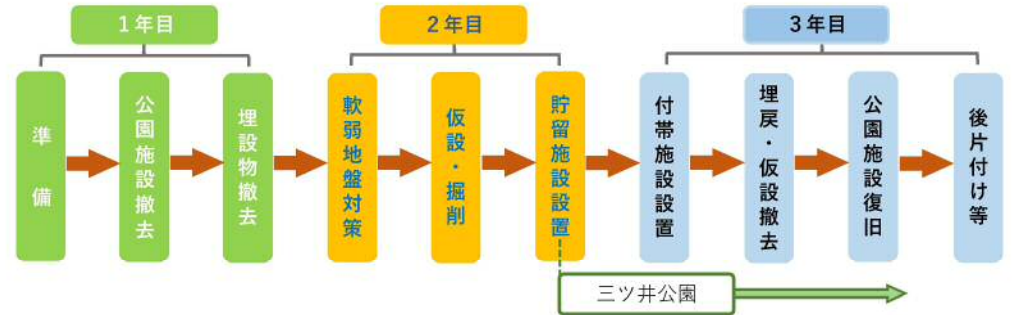 1年目
2年目
3年目
準備
公園施設撤去
埋設物撤去
軟弱地盤対策
仮設・掘削
貯留施設設置
付帯施設設置
埋戻・仮設撤去
公園施設復旧
後片付け等
三ツ井公園